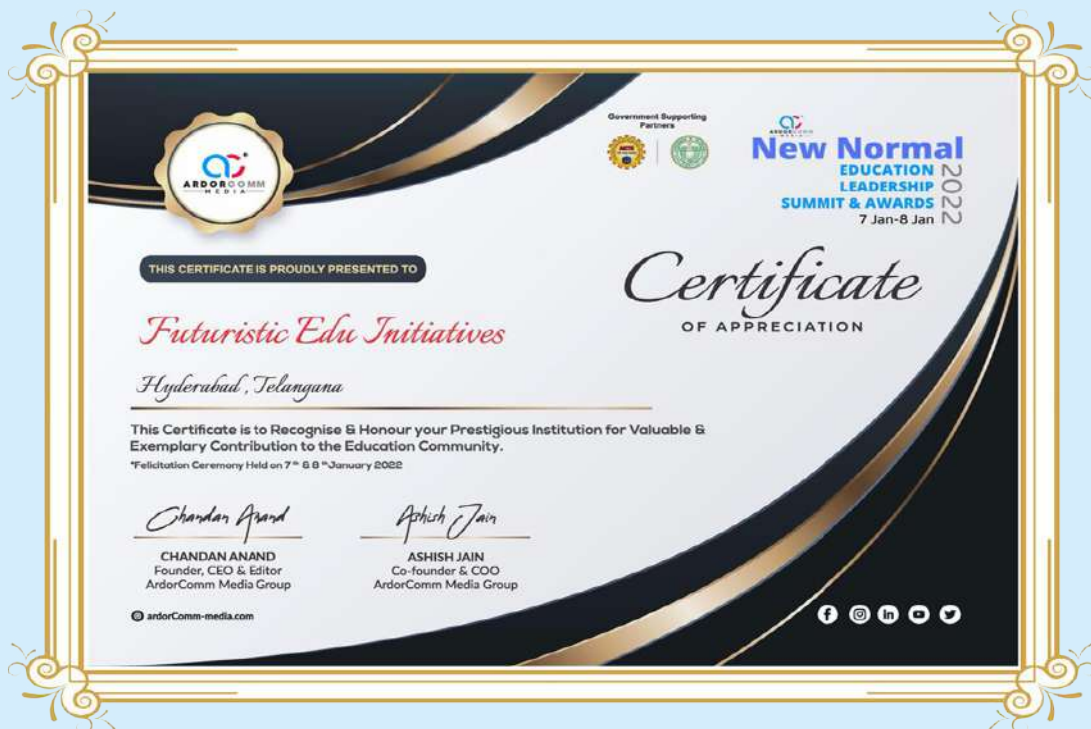 ARDORCOMM
MEDIA
Government Supporting
Partners
ARDORCOMM
MEDIA
New Normal
EDUCATION
LEADERSHIP
SUMMIT & AWARDS
7 Jan-8 Jan
2022
THIS CERTIFICATE IS PROUDLY PRESENTED TO
Certificate
OF APPRECIATION
Futuristic Edu Initiatives
Hyderabad , Telangana
This Certificate is to Recognise & Honour your Prestigious Institution for Valuable &
Exemplary Contribution to the Education Community.
*Felicitation Ceremony Held on 7th & 8th January 2022
Chandan Anand
Ashish Jain
CHANDAN ANAND
Founder, CEO & Editor
ArdorComm Media Group
ASHISH JAIN
Co-founder & COO
ArdorComm Media Group
ardorComm-media.com